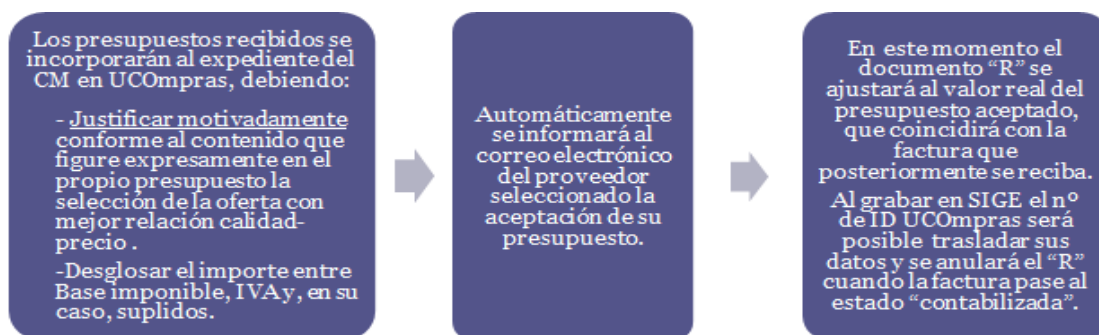 Los presupuestos recibidos se
incorporarán al expediente del
CM en UCOmpras, debiendo:
- Justificar motivadamente
conforme al contenido que
figure expresamente en el
propio presupuesto la
selección de la oferta con
mejor relación calidad-
precio .
-Desglosar el importe entre
Base imponible, IVA y, en su
caso, suplidos.
Automáticamente
se informará al
correo electrónico
del proveedor
seleccionado la
aceptación de su
presupuesto.
En este momento el
documento “R” se
ajustará al valor real del
presupuesto aceptado,
que coincidirá con la
factura que
posteriormente se reciba.
Al grabar en SIGE el nº
de ID UCOmpras será
posible trasladar sus
datos y se anulará el “R”
cuando la factura pase al
estado “contabilizada”.